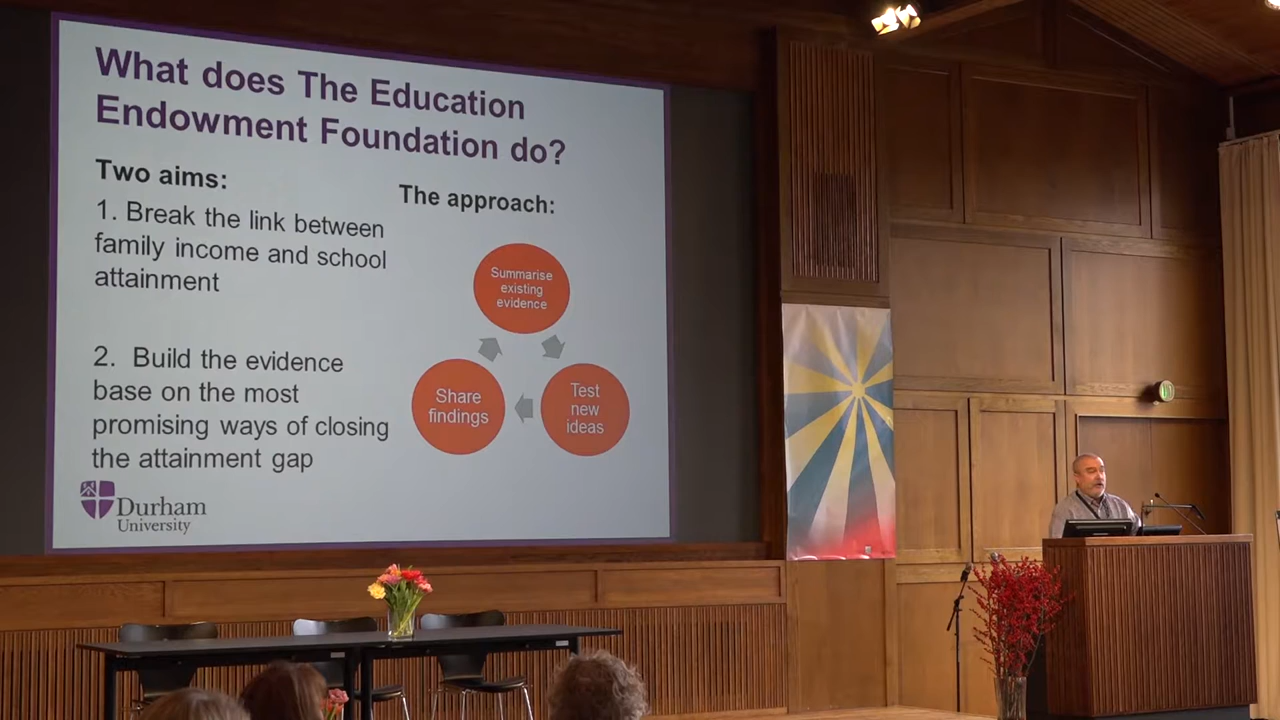 What does The Education
Endowment Foundation do?
Two aims:
1. Break the link between
family income and school
attainment
2. Build the evidence
base on the most
promising ways of closing
the attainment gap
The approach:
Summarise
existing
evidence
Test
new
ideas
Share
findings
Durham
University